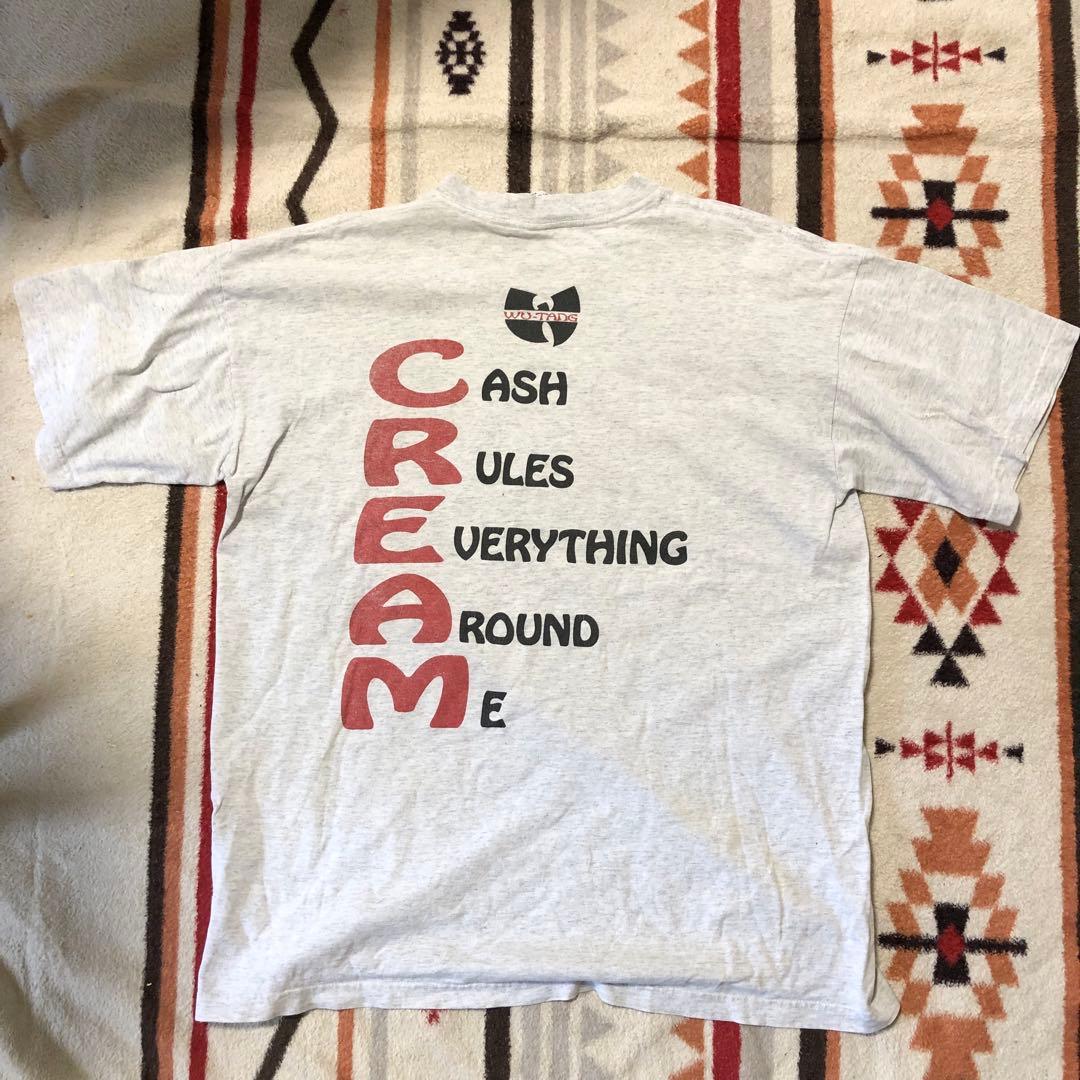 WU-TANG
CASH
RULES
EVERYTHING
AROUND
ME